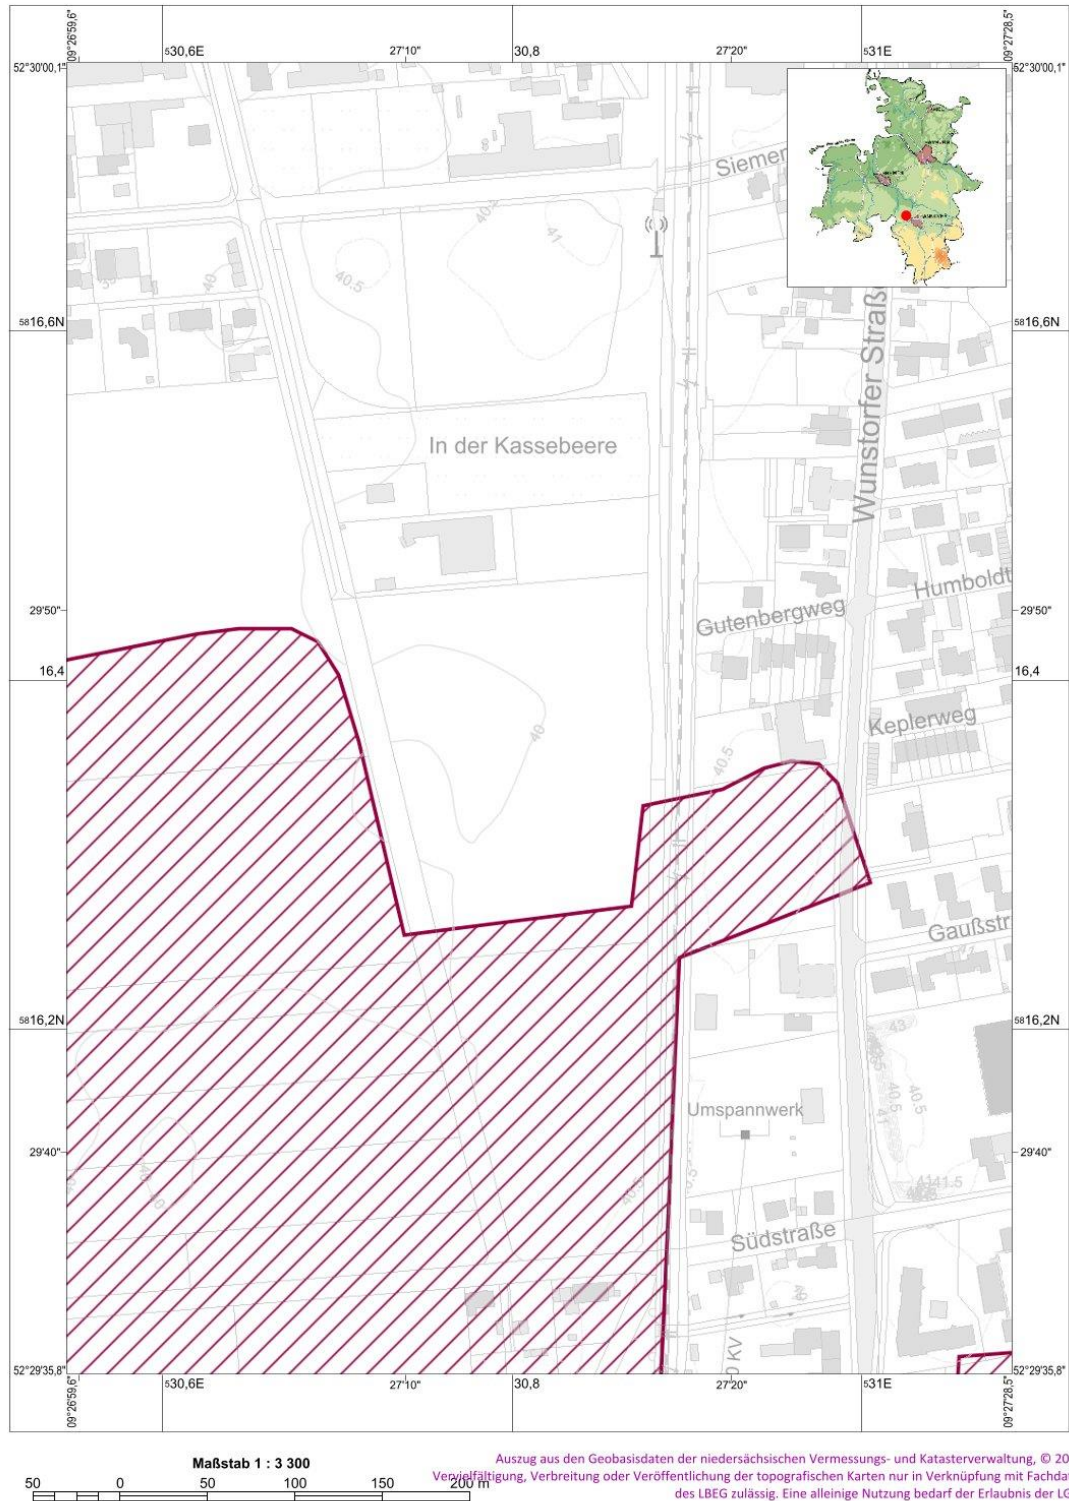 09°26'59,6"
530,6E
27'10"
30,8
27'20"
531E
09°27'28,5"
52°30'00,1"
52°30'00,1"
Siemen
40.5
41
40.5
40
5816,6N
5816,6N
Wunstorfer Straße
In der Kassebeere
Humboldt
29'50"
Gutenbergweg
29'50"
16,4
16,4
Keplerweg
40
40.5
Gaußstr
5816,2N
43
5816,2N
40.5
40.5
41
Umspannwerk
29'40"
29'40"
41.5
40.5
Südstraße
0 KV
52°29'35,8"
52°29'35,8"
09°26'59,6"
530,6E
27'10"
30,8
27'20"
531E
09°27'28,5"
Maßstab 1 : 3 300
50 0 50 100 150 200 m
Auszug aus den Geobasisdaten der niedersächsischen Vermessungs- und Katasterverwaltung, © 20
Vervielfältigung, Verbreitung oder Veröffentlichung der topografischen Karten nur in Verknüpfung mit Fachdat
des LBEG zulässig. Eine alleinige Nutzung bedarf der Erlaubnis der LG